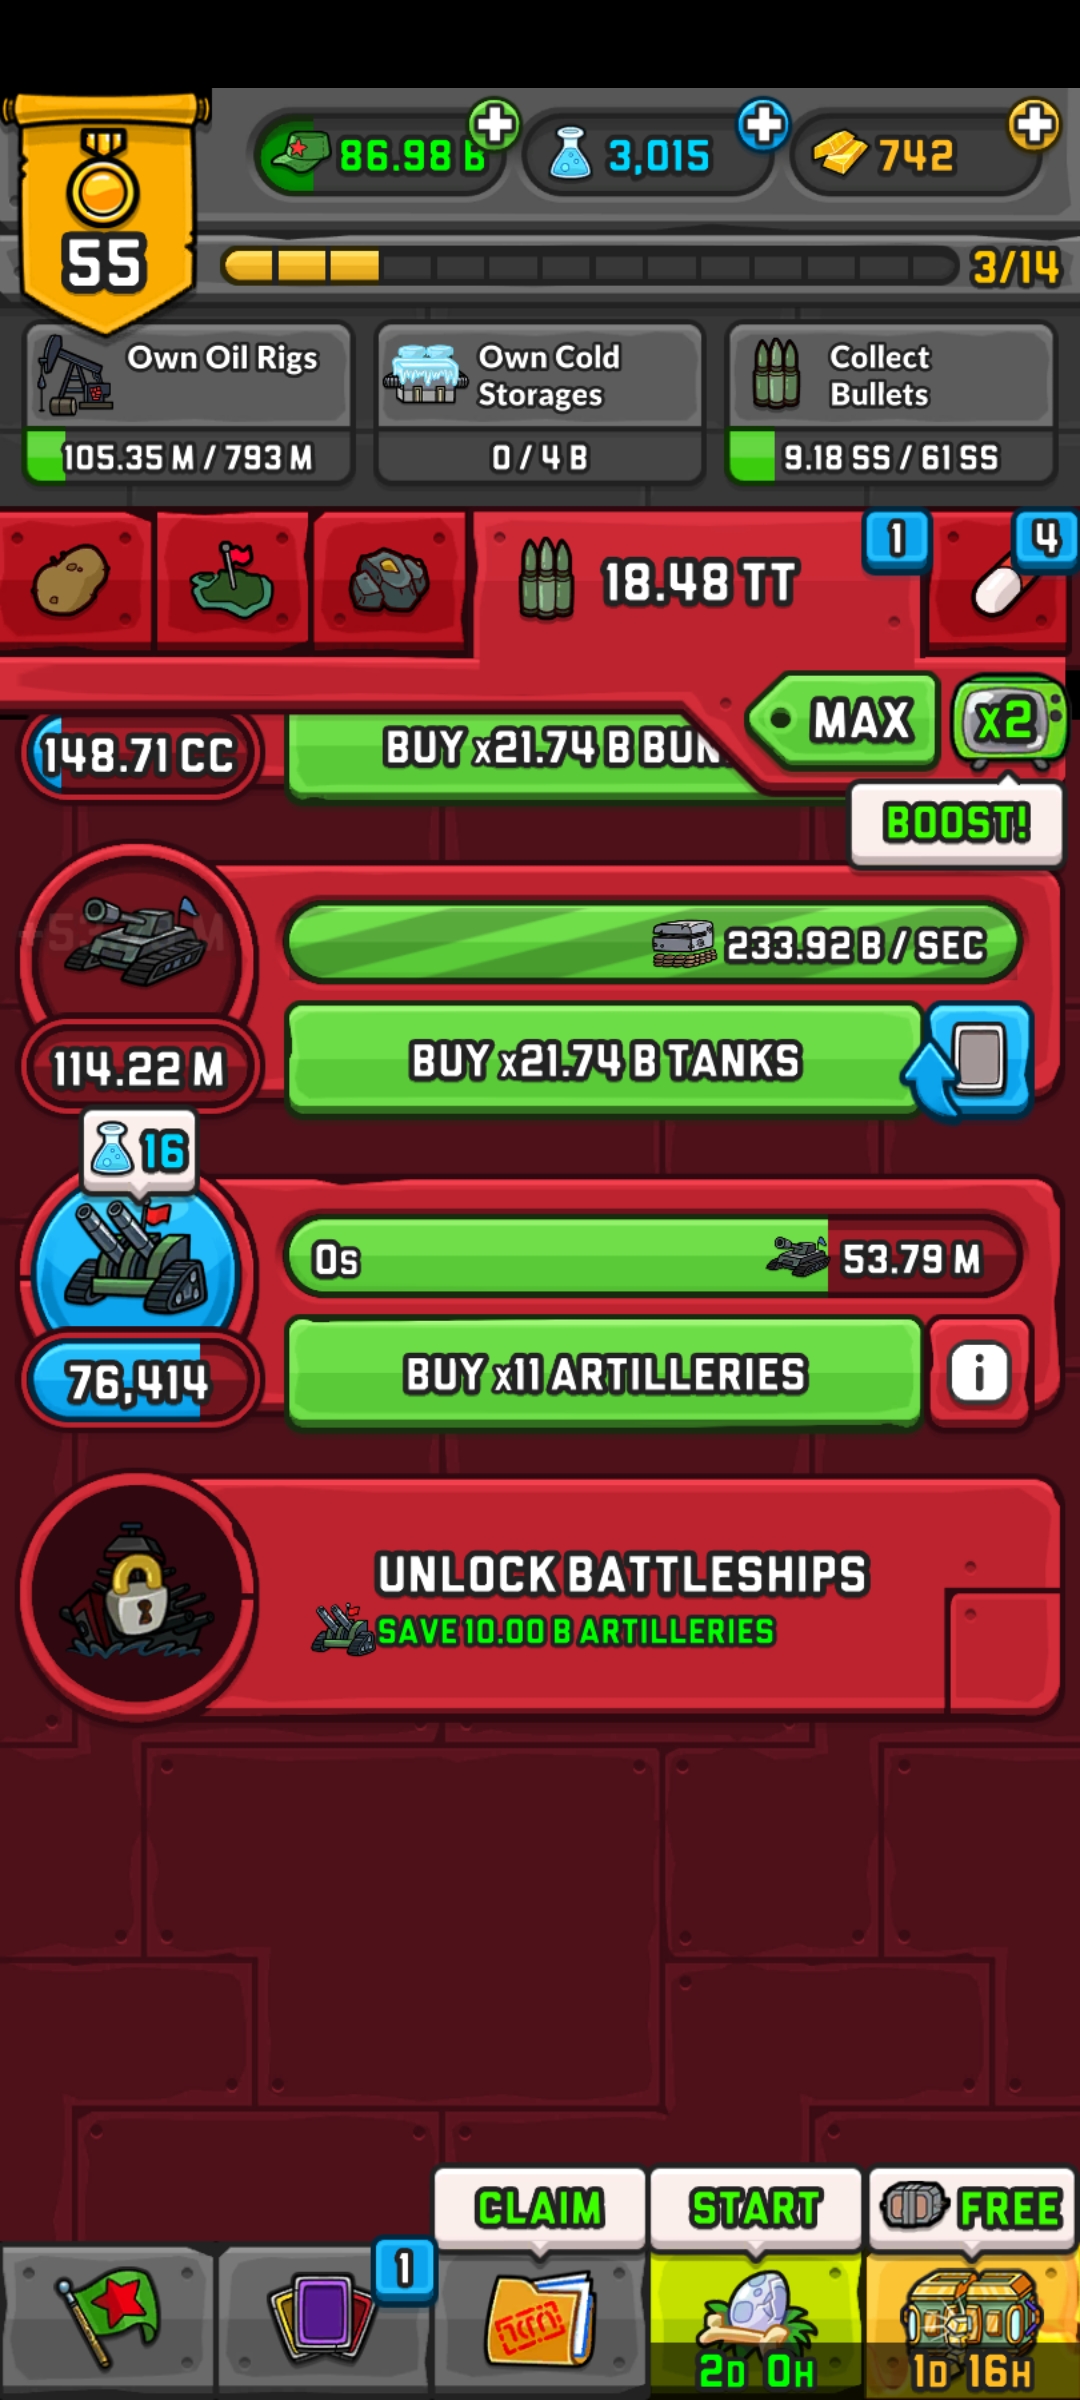 86.98 B
3,015
742
55
3/14
Own Oil Rigs
105.35 M / 793 M
Own Cold
Storages
0 / 4 B
Collect
Bullets
9.18 SS / 61 SS
18.48 TT
1
4
MAX
x2
BOOST!
148.71 CC
BUY x21.74 B BUN
233.92 B / SEC
114.22 M
BUY x21.74 B TANKS
16
0s
53.79 M
76,414
BUY x11 ARTILLERIES
i
UNLOCK BATTLESHIPS
SAVE 10.00 B ARTILLERIES
CLAIM
START
FREE
1
2D 0H
1D 16H